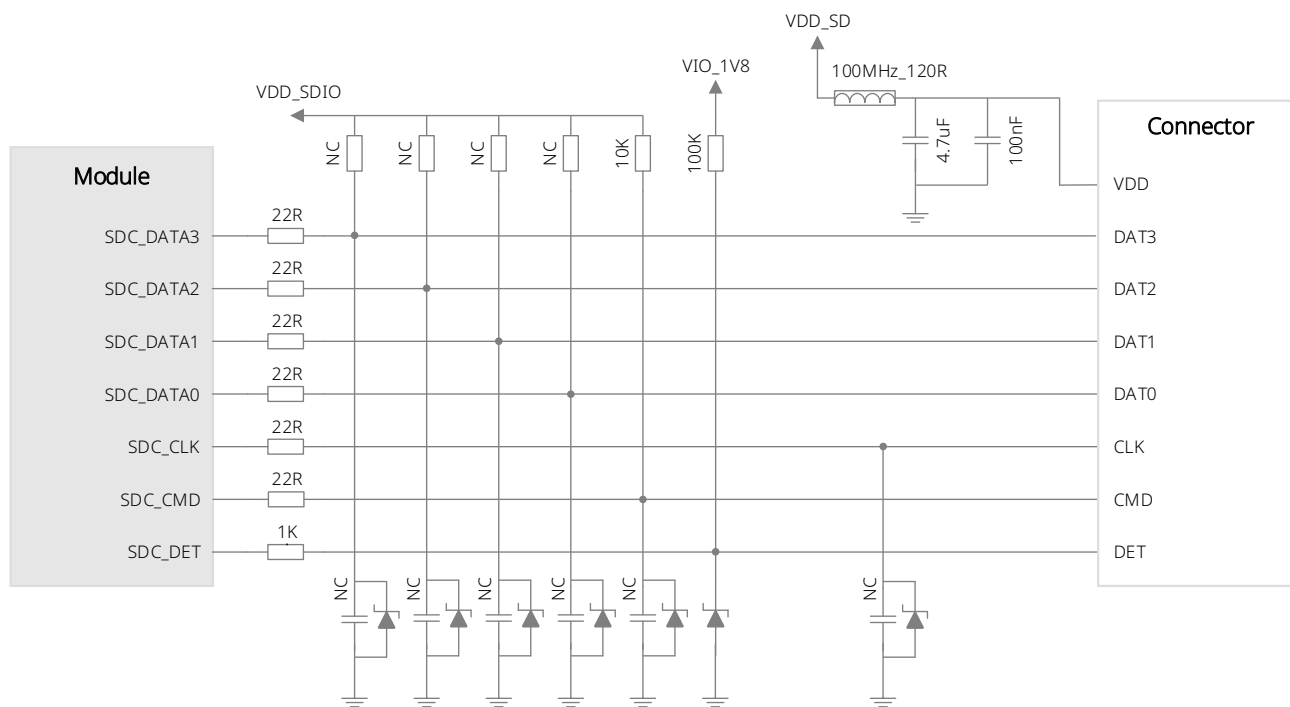 VDD_SD
100MHz_120R
VIO_1V8
VDD_SDIO
NC
NC
NC
NC
10K
100K
4.7uF
100nF
Connector
Module
VDD
22R
SDC_DATA3
DAT3
22R
SDC_DATA2
DAT2
22R
SDC_DATA1
DAT1
22R
SDC_DATA0
DAT0
22R
SDC_CLK
CLK
22R
SDC_CMD
CMD
1K
SDC_DET
DET
NC
NC
NC
NC
NC
NC